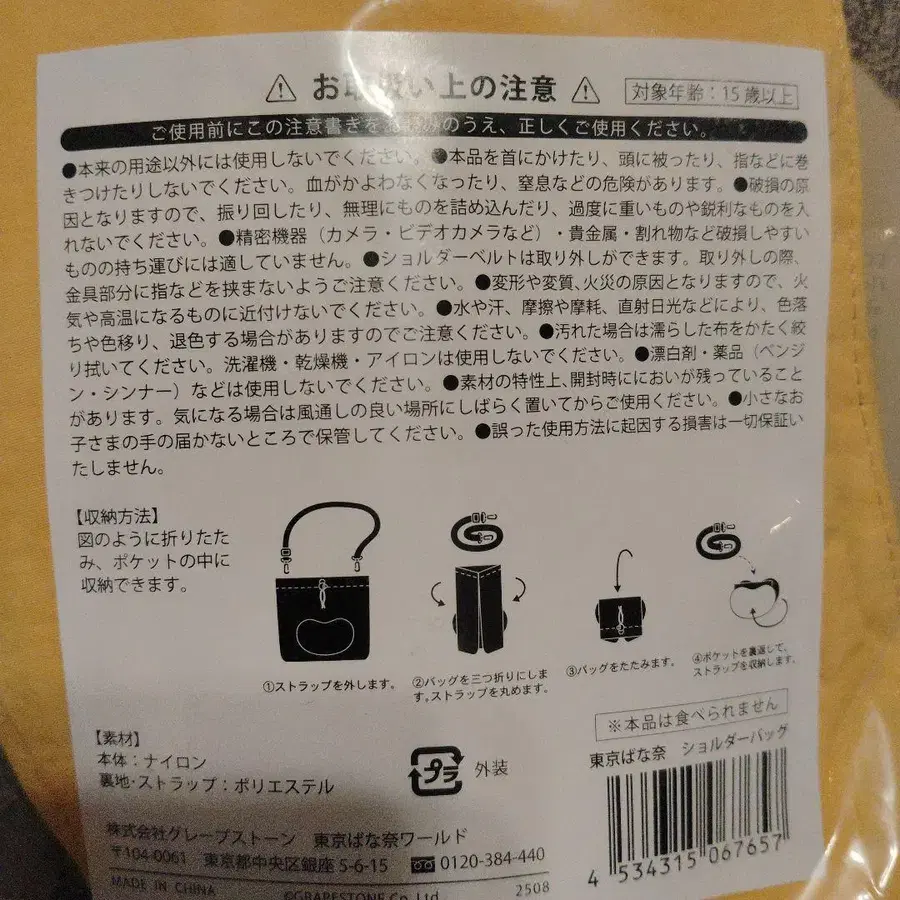 ⚠ お取扱い上の注意 ⚠
対象年齢：15歳以上
ご使用前にこの注意書きをお読みのうえ、正しくご使用ください。
●本来の用途以外には使用しないでください。●本品を首にかけたり、頭に被ったり、指などに巻
きつけたりしないでください。血がかよわなくなったり、窒息などの危険があります。●破損の原
因となりますので、振り回したり、無理にものを詰め込んだり、過度に重いものや鋭利なものを入
れないでください。●精密機器（カメラ・ビデオカメラなど）・貴金属・割れ物など破損しやすい
ものの持ち運びには適していません。●ショルダーベルトは取り外しができます。取り外しの際、
金具部分に指などを挟まないようご注意ください。●変形や変質、火災の原因となりますので、火
気や高温になるものに近付けないでください。●水や汗、摩擦や摩耗、直射日光などにより、色落
ちや色移り、退色する場合がありますのでご注意ください。●汚れた場合は濡らした布をかたく絞
り拭いてください。洗濯機・乾燥機・アイロンは使用しないでください。●漂白剤・薬品（ベンジ
ン・シンナー）などは使用しないでください。●素材の特性上、開封時ににおいが残っていること
があります。気になる場合は風通しの良い場所にしばらく置いてからご使用ください。●小さなお
子さまの手の届かないところで保管してください。●誤った使用方法に起因する損害は一切保証い
たしません。
【収納方法】
図のように折りたた
み、ポケットの中に
収納できます。
①ストラップを外します。
②バッグを三つ折りにしま
す。ストラップを丸めます。
③バッグをたたみます。
④ポケットを裏返して、
ストラップを収納します。
※本品は食べられません
【素材】
本体：ナイロン
裏地・ストラップ：ポリエステル
プラ 外装
東京ばな奈 ショルダーバッグ
株式会社グレープストーン 東京ばな奈ワールド
〒104-0061 東京都中央区銀座5-6-15 0120-384-440
MADE IN CHINA ©GRAPESTONE Co.,Ltd. 2508
4 534315 067657